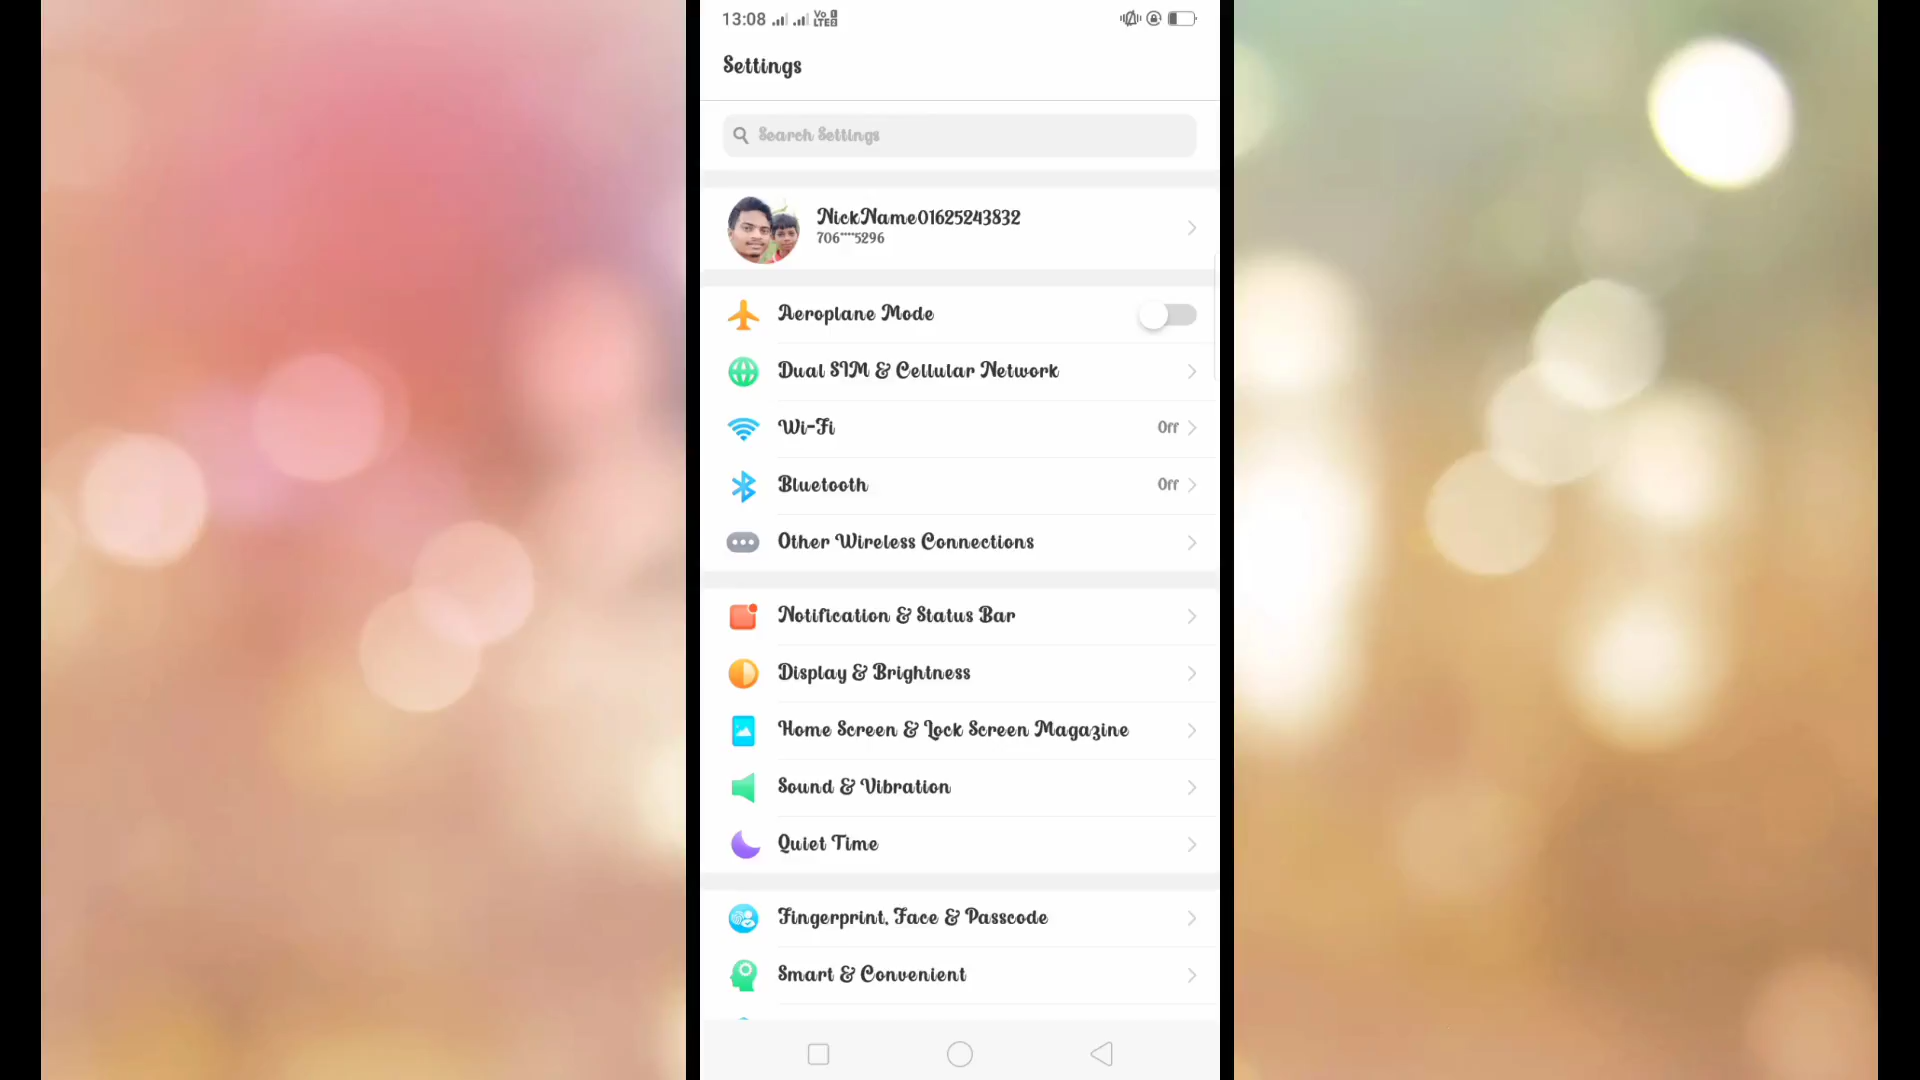 13:08 Vo LTE
Settings
Search Settings
NickName01625243832
706****5296
Aeroplane Mode
Dual SIM & Cellular Network
Wi-Fi Off
Bluetooth Off
Other Wireless Connections
Notification & Status Bar
Display & Brightness
Home Screen & Lock Screen Magazine
Sound & Vibration
Quiet Time
Fingerprint, Face & Passcode
Smart & Convenient